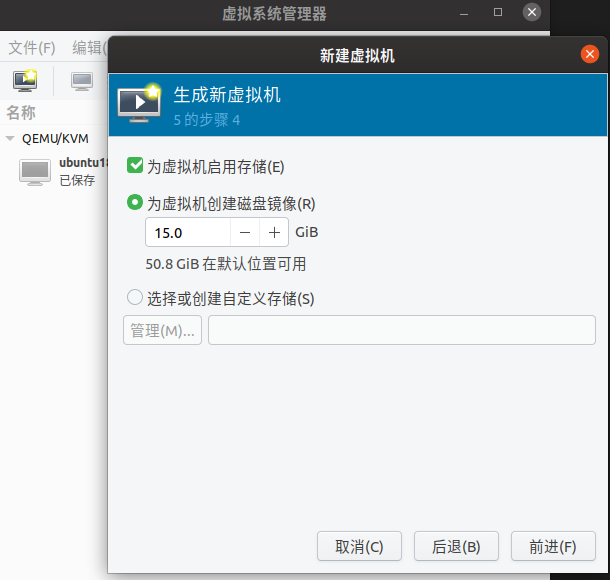 虚拟系统管理器
文件(F) 编辑(
新建虚拟机
生成新虚拟机
5 的步骤 4
名称
QEMU/KVM
ubuntu18
已保存
为虚拟机启用存储(E)
为虚拟机创建磁盘镜像(R)
15.0 − + GiB
50.8 GiB 在默认位置可用
选择或创建自定义存储(S)
管理(M)...
取消(C) 后退(B) 前进(F)